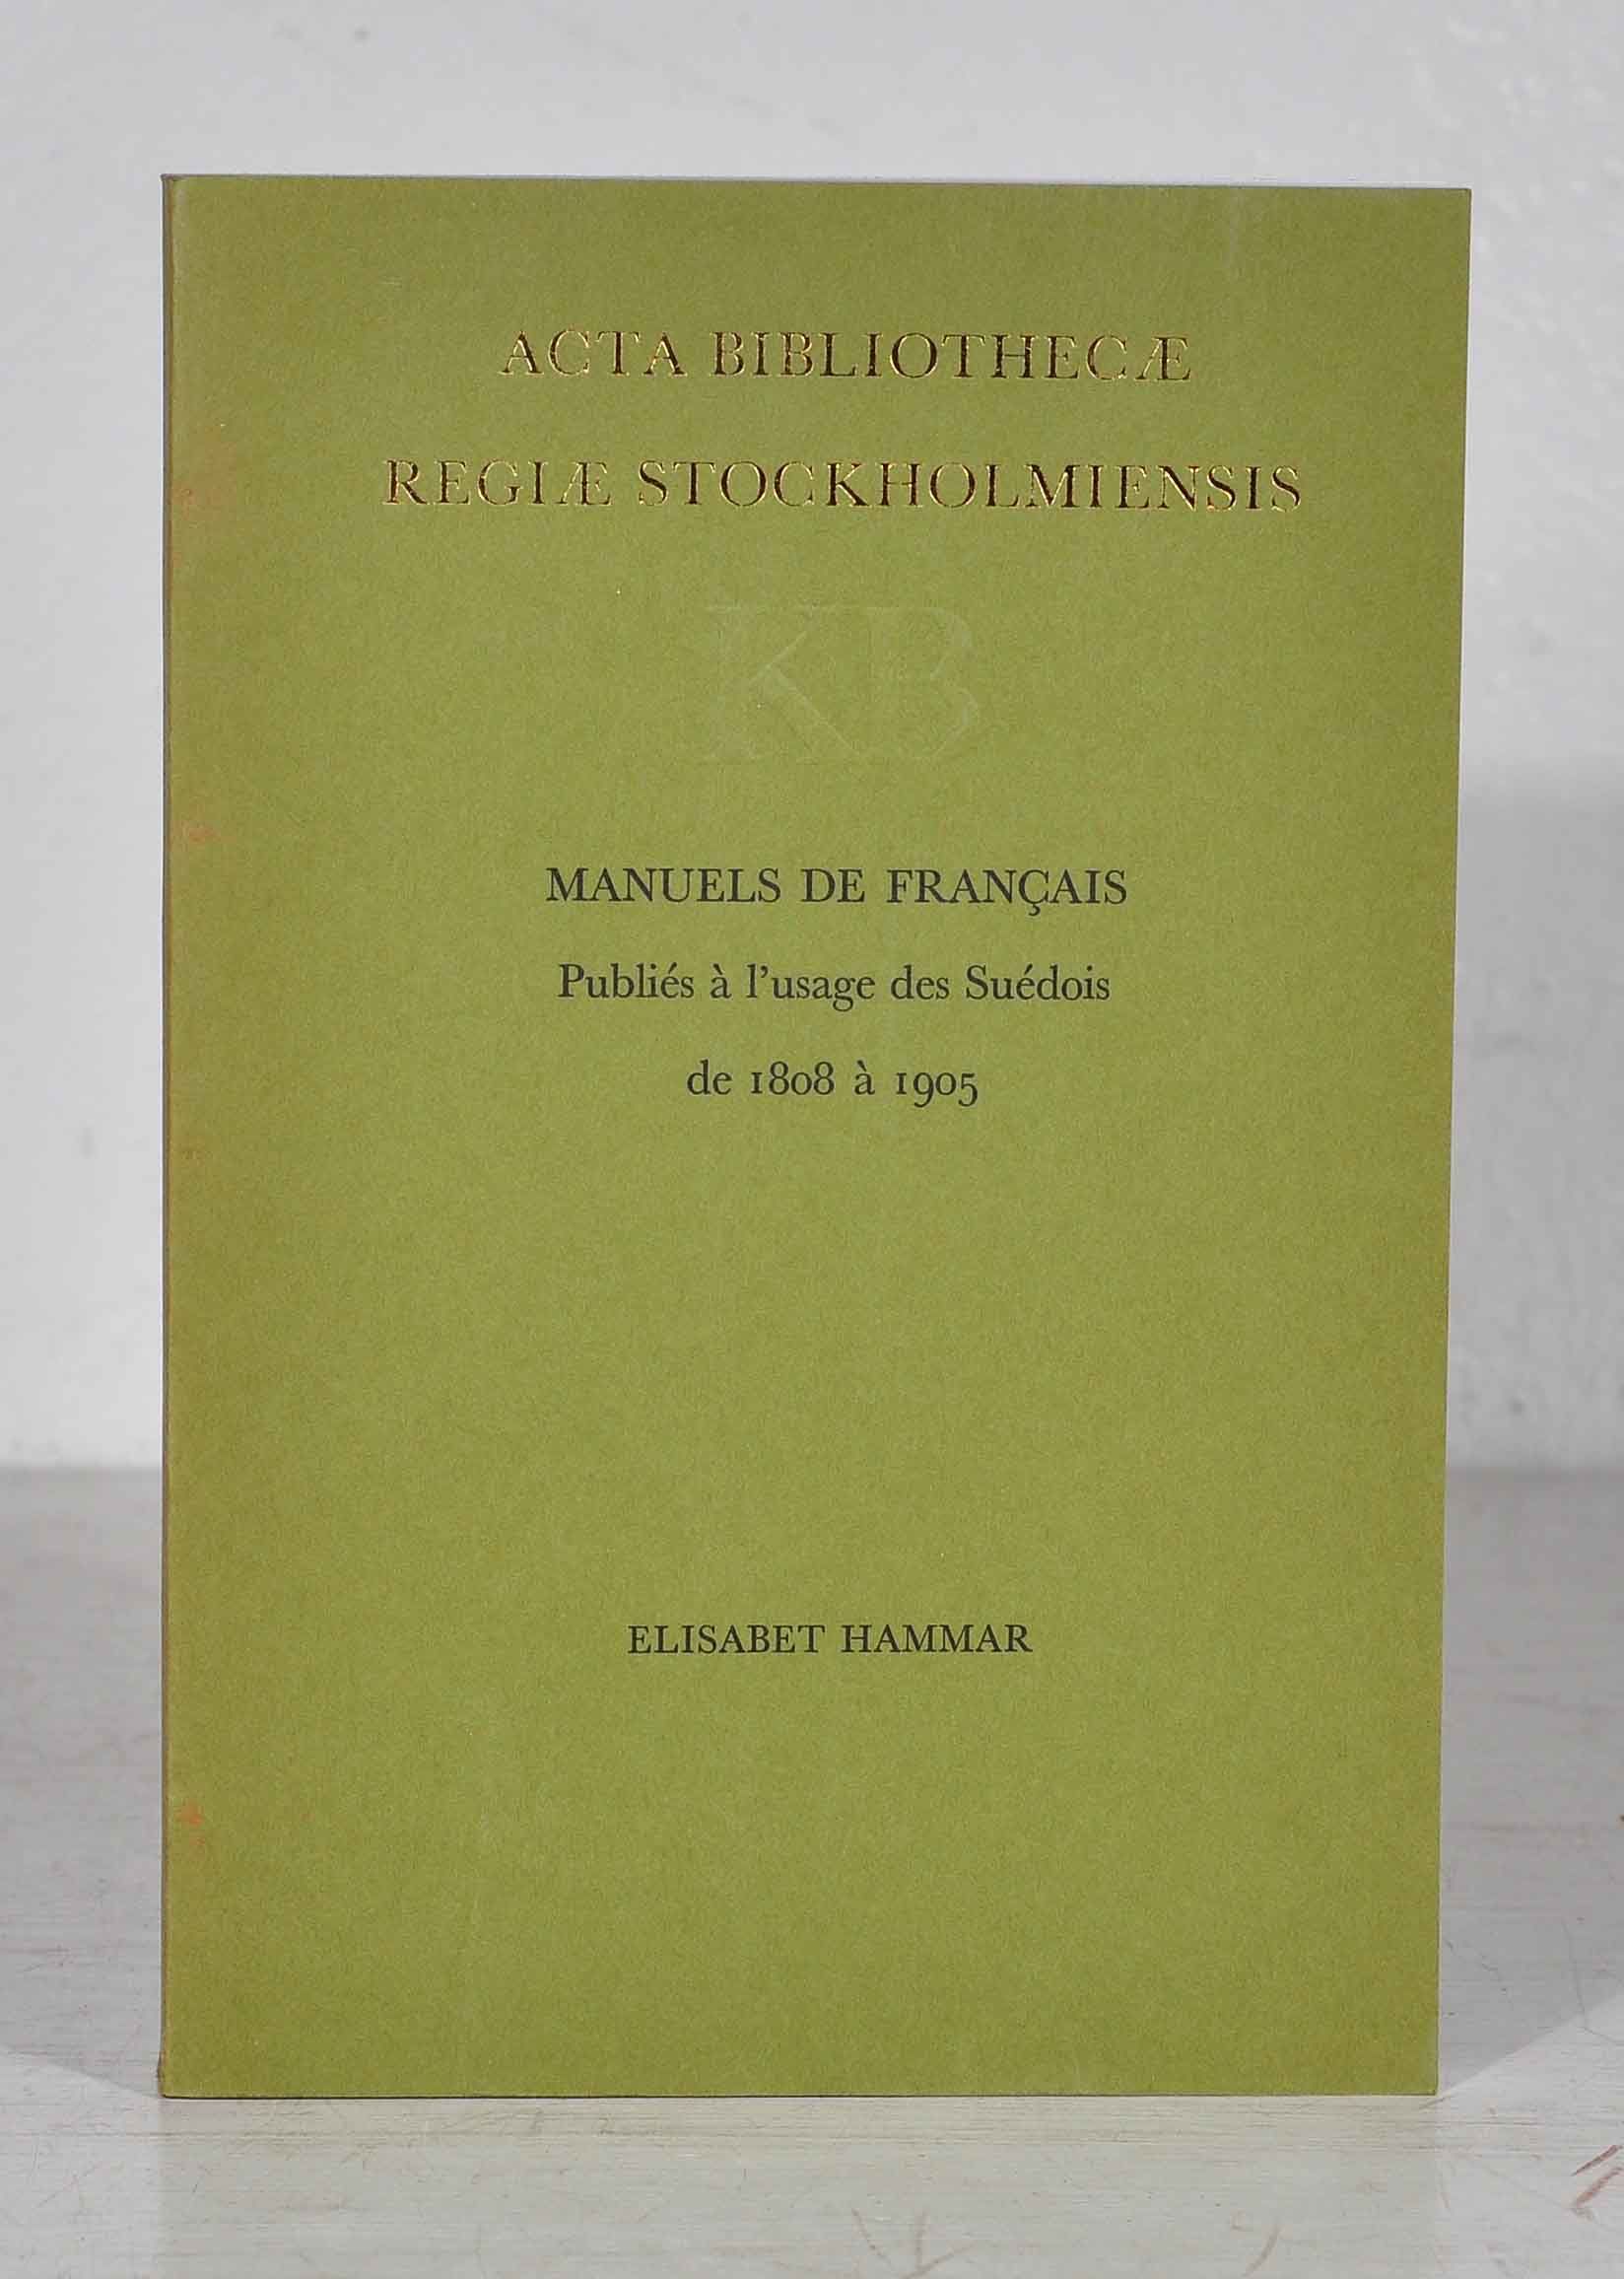 ACTA BIBLIOTHECÆ
REGIÆ STOCKHOLMIENSIS
KB
MANUELS DE FRANÇAIS
Publiés à l'usage des Suédois
de 1808 à 1905
ELISABET HAMMAR